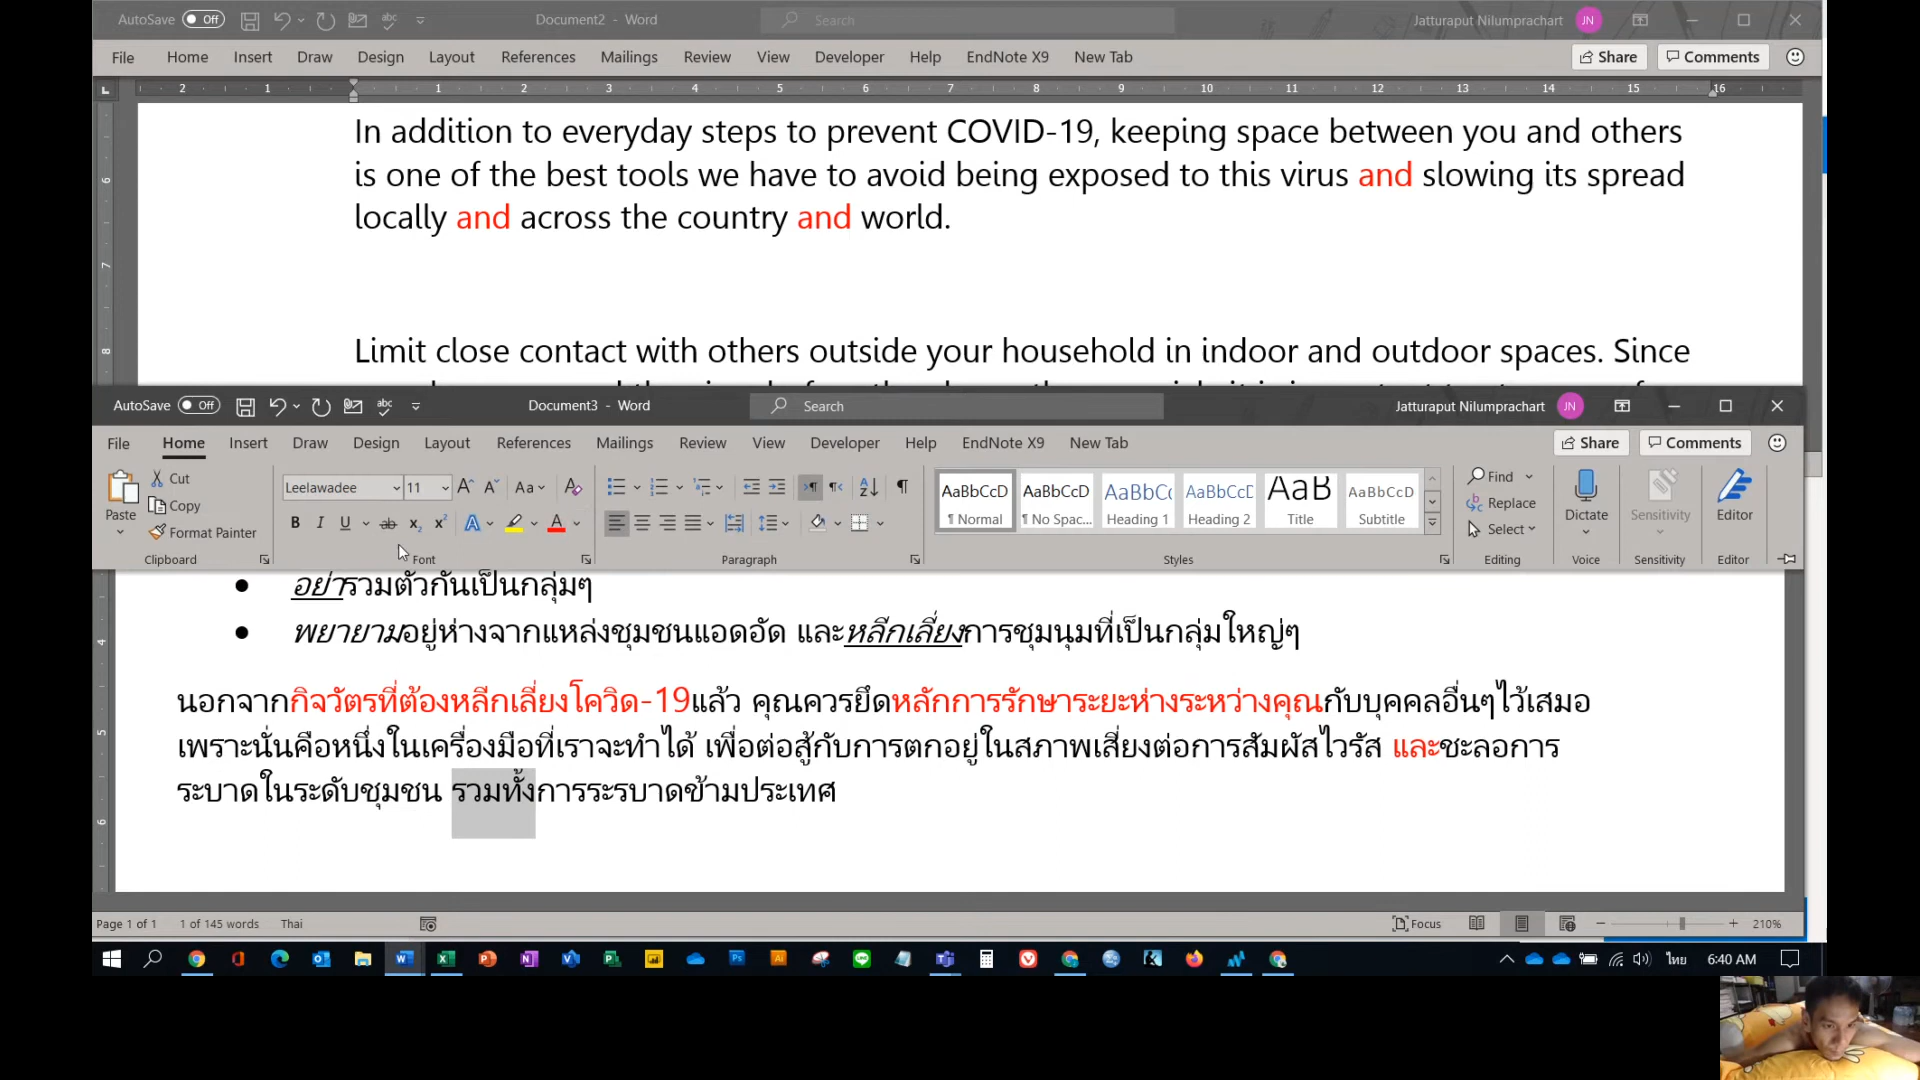 AutoSave Off Document2 - Word Search Jatturaput Nilumprachart JN
File Home Insert Draw Design Layout References Mailings Review View Developer Help EndNote X9 New Tab Share Comments
2 1 1 2 3 4 5 6 7 8 9 10 11 12 13 14 15 16
In addition to everyday steps to prevent COVID-19, keeping space between you and others
is one of the best tools we have to avoid being exposed to this virus and slowing its spread
locally and across the country and world.
Limit close contact with others outside your household in indoor and outdoor spaces. Since
AutoSave Off Document3 - Word Search Jatturaput Nilumprachart JN
File Home Insert Draw Design Layout References Mailings Review View Developer Help EndNote X9 New Tab Share Comments
Paste Cut Copy Format Painter Clipboard
Leelawadee 11 Font
Paragraph
AaBbCcD Normal AaBbCcD No Spac... AaBbCc Heading 1 AaBbCcD Heading 2 AaB Title AaBbCcD Subtitle Styles
Find Replace Select Editing
Dictate Voice
Sensitivity Sensitivity
Editor Editor
อย่ารวมตัวกันเป็นกลุ่มๆ
พยายามอยู่ห่างจากแหล่งชุมชนแออัด และหลีกเลี่ยงการชุมนุมที่เป็นกลุ่มใหญ่ๆ
นอกจากกิจวัตรที่ต้องหลีกเลี่ยงโควิด-19แล้ว คุณควรยึดหลักการรักษาระยะห่างระหว่างคุณกับบุคคลอื่นๆไว้เสมอ
เพราะนั่นคือหนึ่งในเครื่องมือที่เราจะทำได้ เพื่อต่อสู้กับการตกอยู่ในสภาพเสี่ยงต่อการสัมผัสไวรัส และชะลอการ
ระบาดในระดับชุมชน รวมทั้งการระรบาดข้ามประเทศ
Page 1 of 1 1 of 145 words Thai Focus 210%
ไทย 6:40 AM